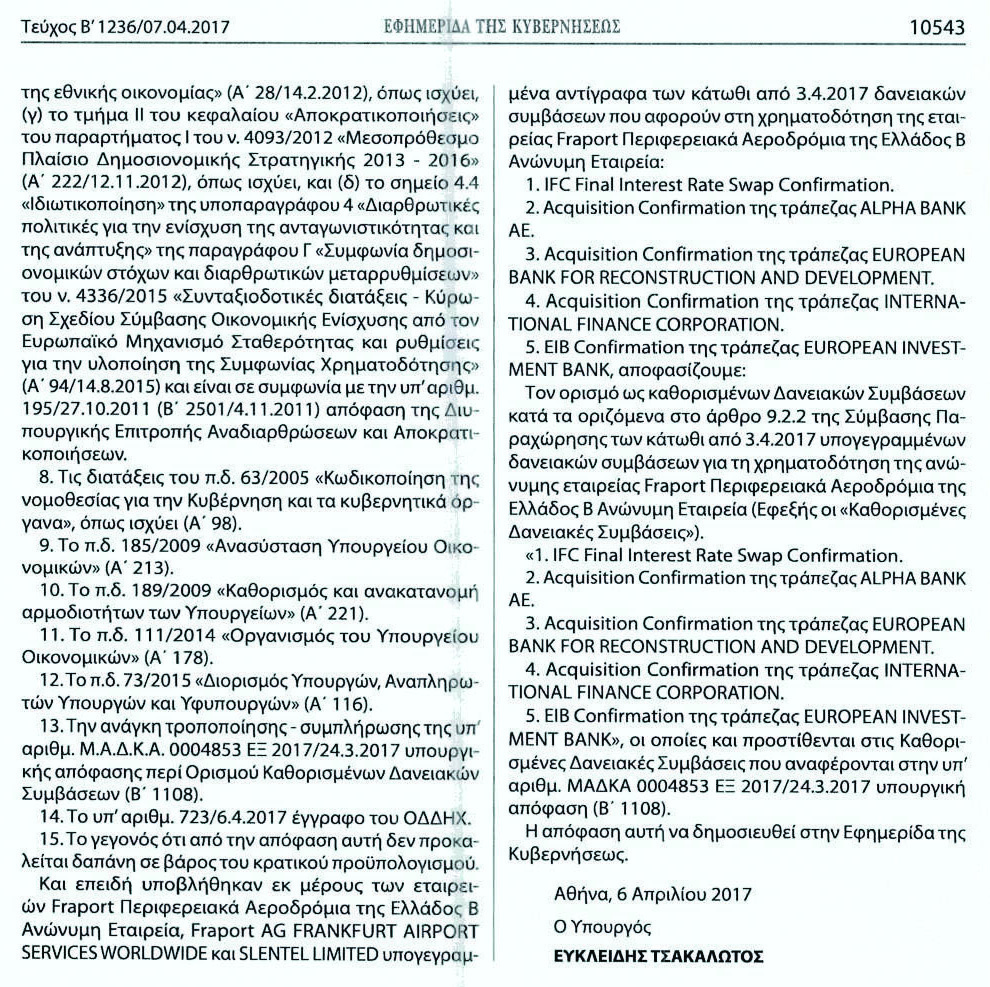 Τεύχος Β' 1236/07.04.2017
ΕΦΗΜΕΡΙΔΑ ΤΗΣ ΚΥΒΕΡΝΗΣΕΩΣ
10543
της εθνικής οικονομίας» (Α΄ 28/14.2.2012), όπως ισχύει,
(γ) το τμήμα ΙΙ του κεφαλαίου «Αποκρατικοποιήσεις»
του παραρτήματος Ι του ν. 4093/2012 «Μεσοπρόθεσμο
Πλαίσιο Δημοσιονομικής Στρατηγικής 2013 - 2016»
(Α΄ 222/12.11.2012), όπως ισχύει, και (δ) το σημείο 4.4
«Ιδιωτικοποίηση» της υποπαραγράφου 4 «Διαρθρωτικές
πολιτικές για την ενίσχυση της ανταγωνιστικότητας και
της ανάπτυξης» της παραγράφου Γ «Συμφωνία δημοσι-
ονομικών στόχων και διαρθρωτικών μεταρρυθμίσεων»
του ν. 4336/2015 «Συνταξιοδοτικές διατάξεις - Κύρω-
ση Σχεδίου Σύμβασης Οικονομικής Ενίσχυσης από τον
Ευρωπαϊκό Μηχανισμό Σταθερότητας και ρυθμίσεις
για την υλοποίηση της Συμφωνίας Χρηματοδότησης»
(Α΄ 94/14.8.2015) και είναι σε συμφωνία με την υπ' αριθμ.
195/27.10.2011 (Β΄ 2501/4.11.2011) απόφαση της Διυ-
πουργικής Επιτροπής Αναδιαρθρώσεων και Αποκρατι-
κοποιήσεων.
8. Τις διατάξεις του π.δ. 63/2005 «Κωδικοποίηση της
νομοθεσίας για την Κυβέρνηση και τα κυβερνητικά όρ-
γανα», όπως ισχύει (Α΄ 98).
9. Το π.δ. 185/2009 «Ανασύσταση Υπουργείου Οικο-
νομικών» (Α΄ 213).
10. Το π.δ. 189/2009 «Καθορισμός και ανακατανομή
αρμοδιοτήτων των Υπουργείων» (Α΄ 221).
11. Το π.δ. 111/2014 «Οργανισμός του Υπουργείου
Οικονομικών» (Α΄ 178).
12. Το π.δ. 73/2015 «Διορισμός Υπουργών, Αναπληρω-
τών Υπουργών και Υφυπουργών» (Α΄ 116).
13. Την ανάγκη τροποποίησης - συμπλήρωσης της υπ'
αριθμ. Μ.Α.Δ.Κ.Α. 0004853 ΕΞ 2017/24.3.2017 υπουργι-
κής απόφασης περί Ορισμού Καθορισμένων Δανειακών
Συμβάσεων (Β΄ 1108).
14. Το υπ' αριθμ. 723/6.4.2017 έγγραφο του ΟΔΔΗΧ.
15. Το γεγονός ότι από την απόφαση αυτή δεν προκα-
λείται δαπάνη σε βάρος του κρατικού προϋπολογισμού.
Και επειδή υποβλήθηκαν εκ μέρους των εταιρει-
ών Fraport Περιφερειακά Αεροδρόμια της Ελλάδος Β
Ανώνυμη Εταιρεία, Fraport AG FRANKFURT AIRPORT
SERVICES WORLDWIDE και SLENTEL LIMITED υπογεγραμ-
μένα αντίγραφα των κάτωθι από 3.4.2017 δανειακών
συμβάσεων που αφορούν στη χρηματοδότηση της εται-
ρείας Fraport Περιφερειακά Αεροδρόμια της Ελλάδος Β
Ανώνυμη Εταιρεία:
1. IFC Final Interest Rate Swap Confirmation.
2. Acquisition Confirmation της τράπεζας ALPHA BANK
AE.
3. Acquisition Confirmation της τράπεζας EUROPEAN
BANK FOR RECONSTRUCTION AND DEVELOPMENT.
4. Acquisition Confirmation της τράπεζας INTERNA-
TIONAL FINANCE CORPORATION.
5. EIB Confirmation της τράπεζας EUROPEAN INVEST-
MENT BANK, αποφασίζουμε:
Τον ορισμό ως καθορισμένων Δανειακών Συμβάσεων
κατά τα οριζόμενα στο άρθρο 9.2.2 της Σύμβασης Πα-
ραχώρησης των κάτωθι από 3.4.2017 υπογεγραμμένων
δανειακών συμβάσεων για τη χρηματοδότηση της ανώ-
νυμης εταιρείας Fraport Περιφερειακά Αεροδρόμια της
Ελλάδος Β Ανώνυμη Εταιρεία (Εφεξής οι «Καθορισμένες
Δανειακές Συμβάσεις»).
«1. IFC Final Interest Rate Swap Confirmation.
2. Acquisition Confirmation της τράπεζας ALPHA BANK
AE.
3. Acquisition Confirmation της τράπεζας EUROPEAN
BANK FOR RECONSTRUCTION AND DEVELOPMENT.
4. Acquisition Confirmation της τράπεζας INTERNA-
TIONAL FINANCE CORPORATION.
5. EIB Confirmation της τράπεζας EUROPEAN INVEST-
MENT BANK», οι οποίες και προστίθενται στις Καθορι-
σμένες Δανειακές Συμβάσεις που αναφέρονται στην υπ'
αριθμ. ΜΑΔΚΑ 0004853 ΕΞ 2017/24.3.2017 υπουργική
απόφαση (Β΄ 1108).
Η απόφαση αυτή να δημοσιευθεί στην Εφημερίδα της
Κυβερνήσεως.
Αθήνα, 6 Απριλίου 2017
Ο Υπουργός
ΕΥΚΛΕΙΔΗΣ ΤΣΑΚΑΛΩΤΟΣ